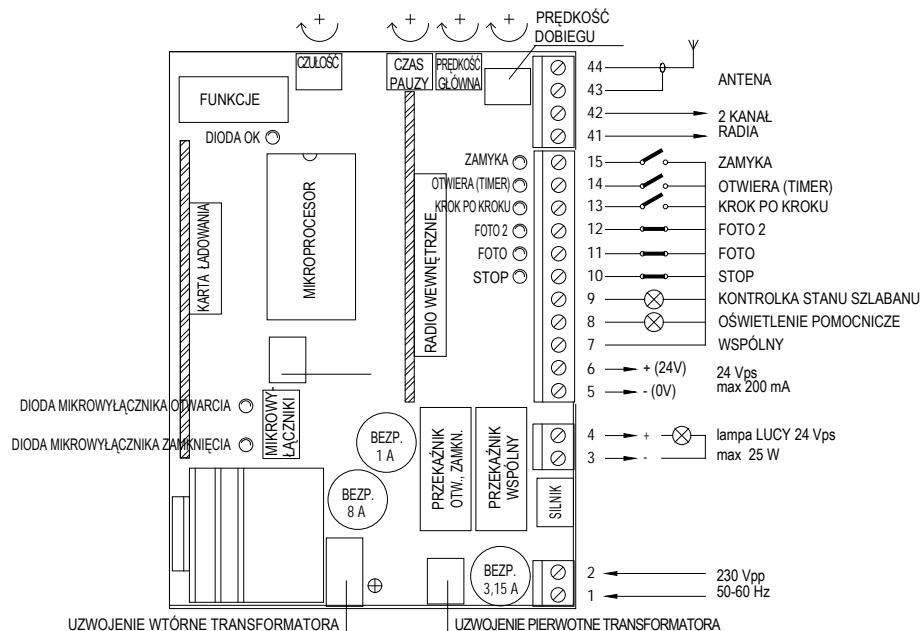 + + + +
PRĘDKOŚĆ
DOBIEGU
CZUŁOŚĆ
CZAS
PAUZY
PRĘDKOŚĆ
GŁÓWNA
FUNKCJE
DIODA OK
KARTA ŁADOWANIA
MIKROPROCESOR
RADIO WEWNĘTRZNE
ZAMYKA
OTWIERA (TIMER)
KROK PO KROKU
FOTO 2
FOTO
STOP
44
43
ANTENA
42
41
2 KANAŁ
RADIA
15 ZAMYKA
14 OTWIERA (TIMER)
13 KROK PO KROKU
12 FOTO 2
11 FOTO
10 STOP
9 KONTROLKA STANU SZLABANU
8 OŚWIETLENIE POMOCNICZE
7 WSPÓLNY
6 + (24V)
5 - (0V)
24 Vps
max 200 mA
4 + lampa LUCY 24 Vps
3 - max 25 W
DIODA MIKROWYŁĄCZNIKA OTWARCIA
DIODA MIKROWYŁĄCZNIKA ZAMKNIĘCIA
MIKROWY
ŁĄCZNIKI
BEZP.
1 A
BEZP.
8 A
PRZEKAŹNIK
OTW., ZAMKN.
PRZEKAŹNIK
WSPÓLNY
SILNIK
BEZP.
3,15 A
2
1
230 Vpp
50-60 Hz
UZWOJENIE WTÓRNE TRANSFORMATORA
UZWOJENIE PIERWOTNE TRANSFORMATORA